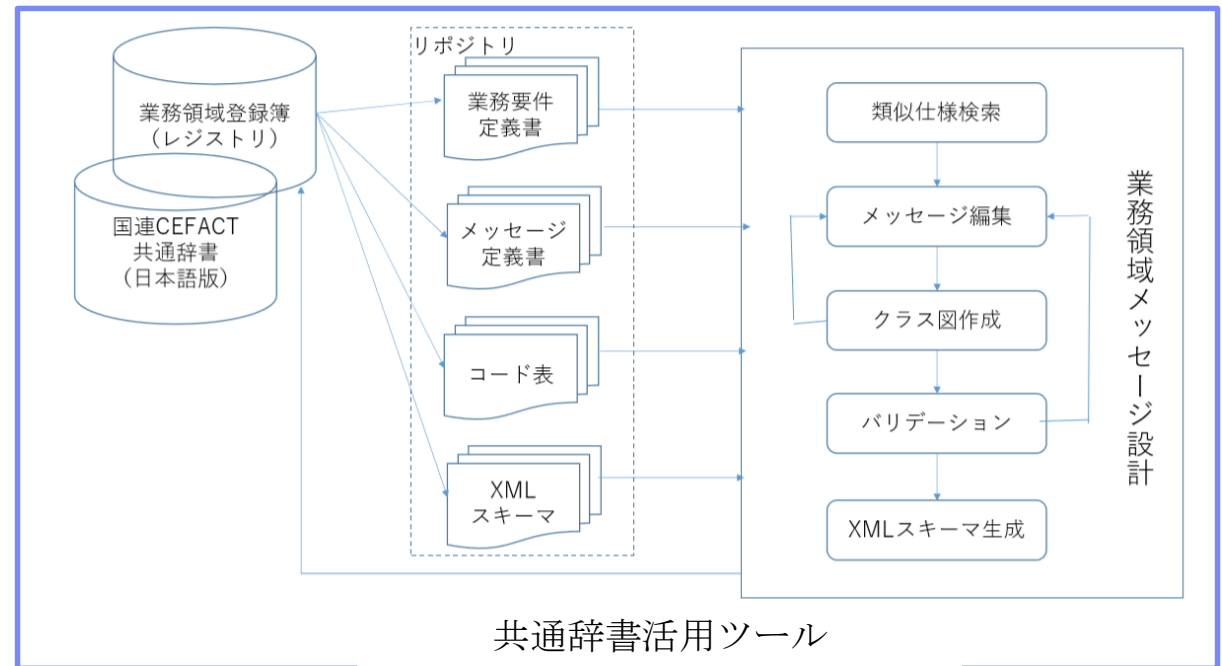 業務領域登録簿
（レジストリ）
国連CEFACT
共通辞書
（日本語版）
リポジトリ
業務要件
定義書
メッセージ
定義書
コード表
XML
スキーマ
類似仕様検索
メッセージ編集
クラス図作成
バリデーション
XMLスキーマ生成
業務領域メッセージ設計
共通辞書活用ツール